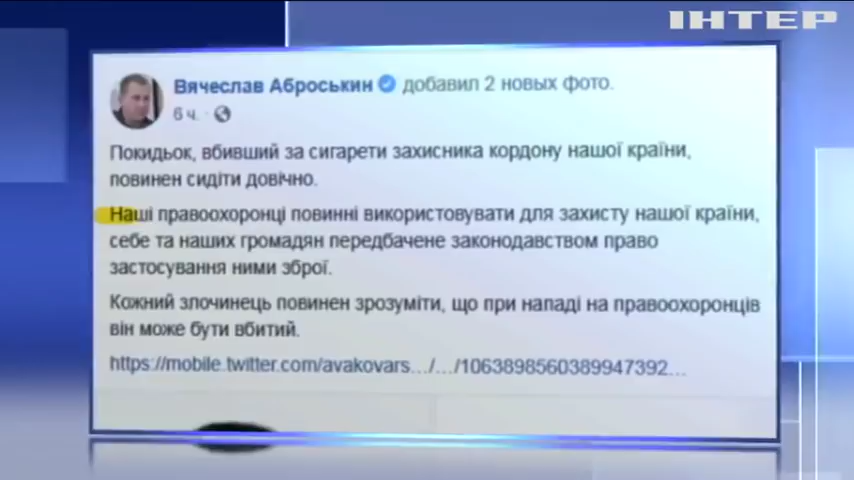 ІНТЕР
Вячеслав Аброськин добавил 2 новых фото.
6 ч. ·
Покидьок, вбивший за сигарети захисника кордону нашої країни,
повинен сидіти довічно.
Наші правоохоронці повинні використовувати для захисту нашої країни,
себе та наших громадян передбачене законодавством право
застосування ними зброї.
Кожний злочинець повинен зрозуміти, що при нападі на правоохоронців
він може бути вбитий.
https://mobile.twitter.com/avakovars…/…/1063898560389947392…